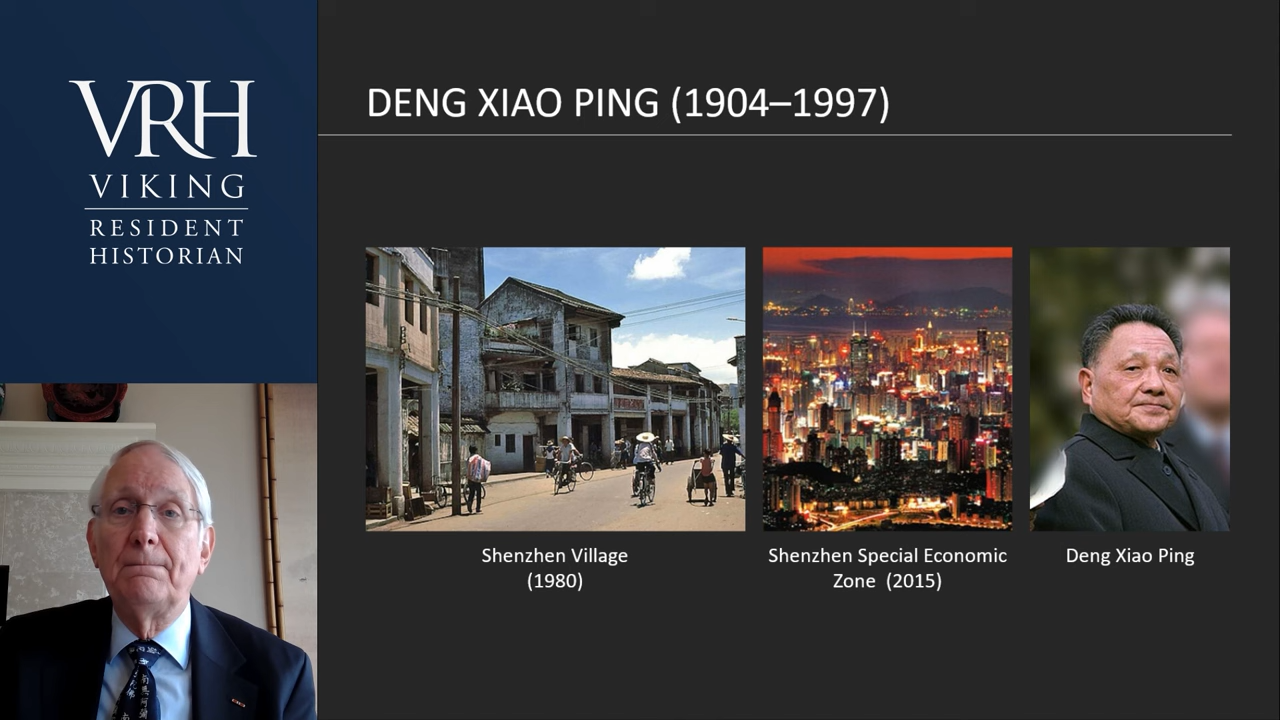 VRH
VIKING
RESIDENT
HISTORIAN
DENG XIAO PING (1904–1997)
Shenzhen Village
(1980)
Shenzhen Special Economic
Zone (2015)
Deng Xiao Ping